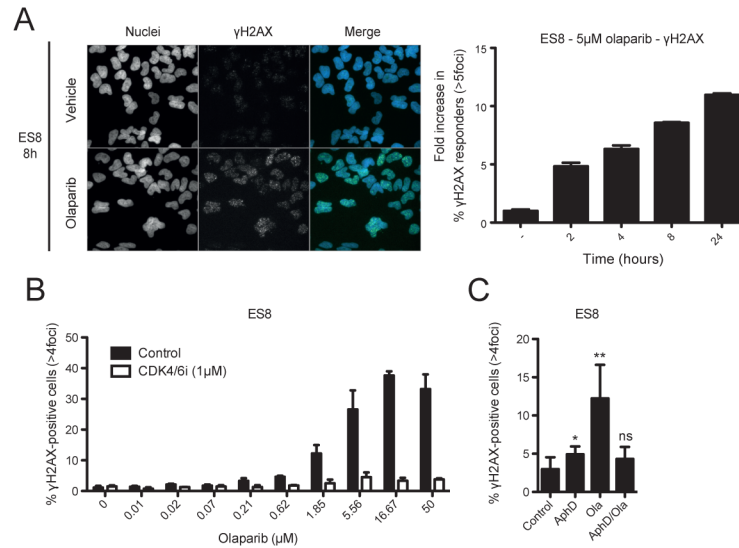 A
Nuclei γH2AX Merge
ES8
8h
Vehicle
Olaparib
ES8 - 5μM olaparib - γH2AX
Fold increase in
% γH2AX responders (>5foci)
15
10
5
0
- 2 4 8 24
Time (hours)
B
ES8
% γH2AX-positive cells (>4foci)
50
40
30
20
10
0
Control
CDK4/6i (1μM)
0 0.01 0.02 0.07 0.21 0.62 1.85 5.56 16.67 50
Olaparib (μM)
C
ES8
% γH2AX-positive cells (>4foci)
20
15
10
5
0
* ** ns
Control AphD Ola AphD/Ola